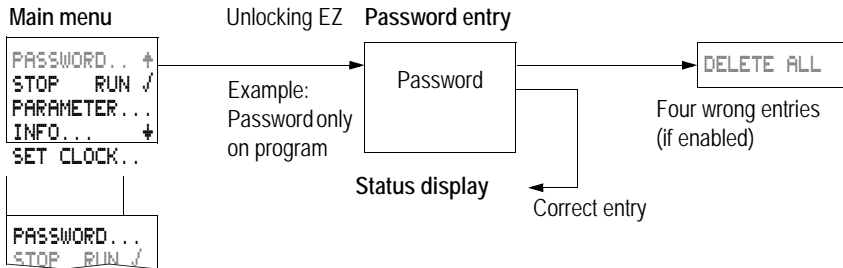 Main menu
Unlocking EZ
Password entry
PASSWORD.. ↑
STOP RUN √
PARAMETER...
INFO... ↓
SET CLOCK..
PASSWORD...
STOP RUN √
Example:
Password only
on program
Password
Status display
Correct entry
DELETE ALL
Four wrong entries
(if enabled)